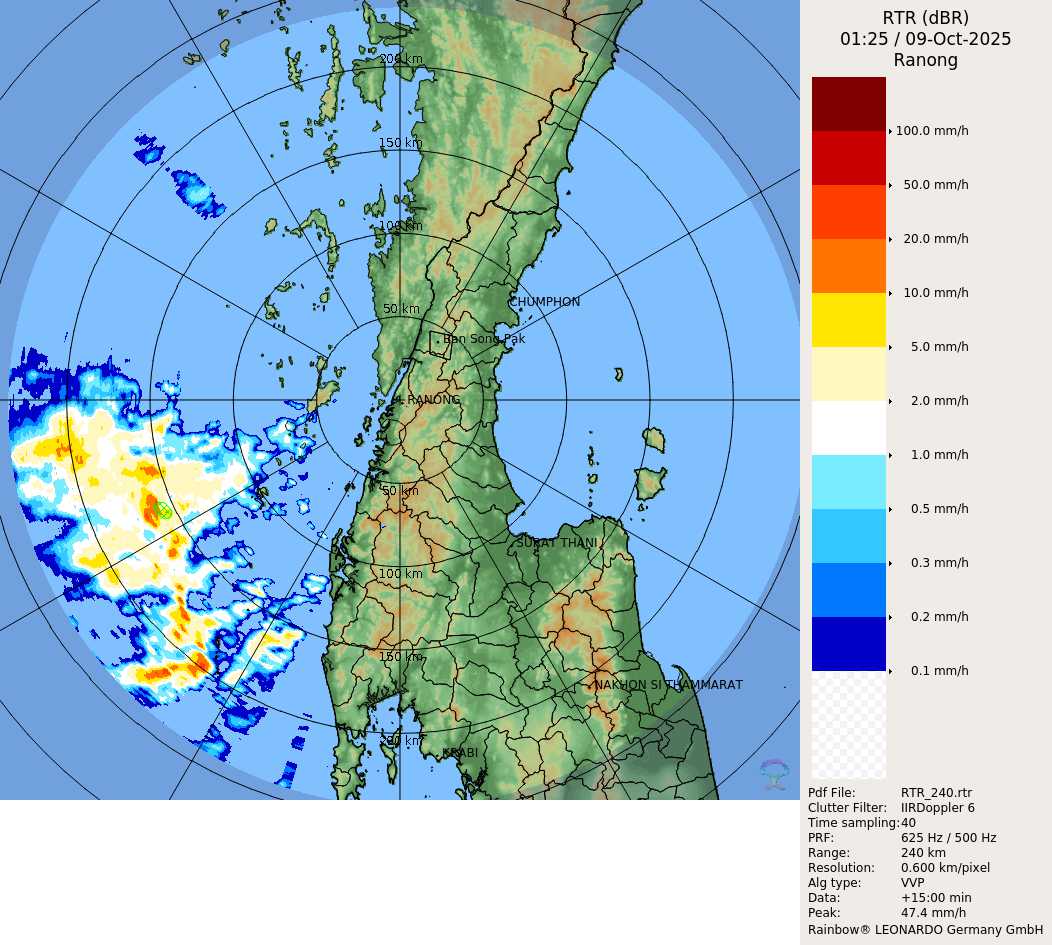 RTR (dBR)
01:25 / 09-Oct-2025
Ranong
200 km
150 km
100 km
50 km
CHUMPHON
Ban Song Pak
RANONG
50 km
SURAT THANI
100 km
150 km
NAKHON SI THAMMARAT
200 km
KRABI
100.0 mm/h
50.0 mm/h
20.0 mm/h
10.0 mm/h
5.0 mm/h
2.0 mm/h
1.0 mm/h
0.5 mm/h
0.3 mm/h
0.2 mm/h
0.1 mm/h
Pdf File: RTR_240.rtr
Clutter Filter: IIRDoppler 6
Time sampling:40
PRF: 625 Hz / 500 Hz
Range: 240 km
Resolution: 0.600 km/pixel
Alg type: VVP
Data: +15:00 min
Peak: 47.4 mm/h
Rainbow® LEONARDO Germany GmbH